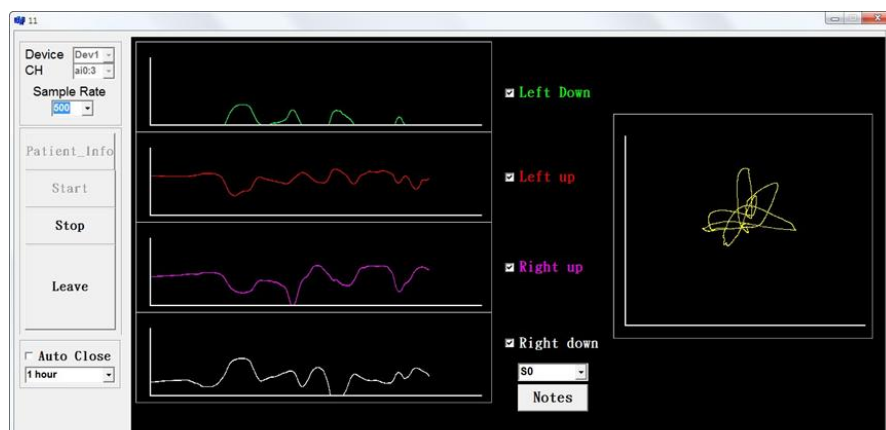 11
Device Dev1
CH ai0:3
Sample Rate
500
Patient_Info
Start
Stop
Leave
Auto Close
1 hour
Left Down
Left up
Right up
Right down
S0
Notes